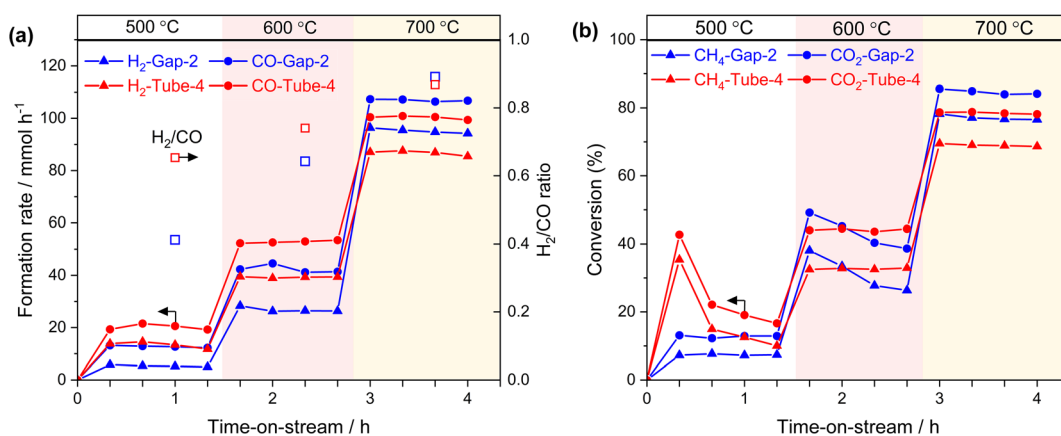 (a)
500 °C 600 °C 700 °C
H₂-Gap-2 CO-Gap-2
H₂-Tube-4 CO-Tube-4
H₂/CO
Formation rate / mmol h⁻¹
0 20 40 60 80 100 120
H₂/CO ratio
0.0 0.2 0.4 0.6 0.8 1.0
0 1 2 3 4
Time-on-stream / h
(b)
500 °C 600 °C 700 °C
CH₄-Gap-2 CO₂-Gap-2
CH₄-Tube-4 CO₂-Tube-4
Conversion (%)
0 20 40 60 80 100
0 1 2 3 4
Time-on-stream / h